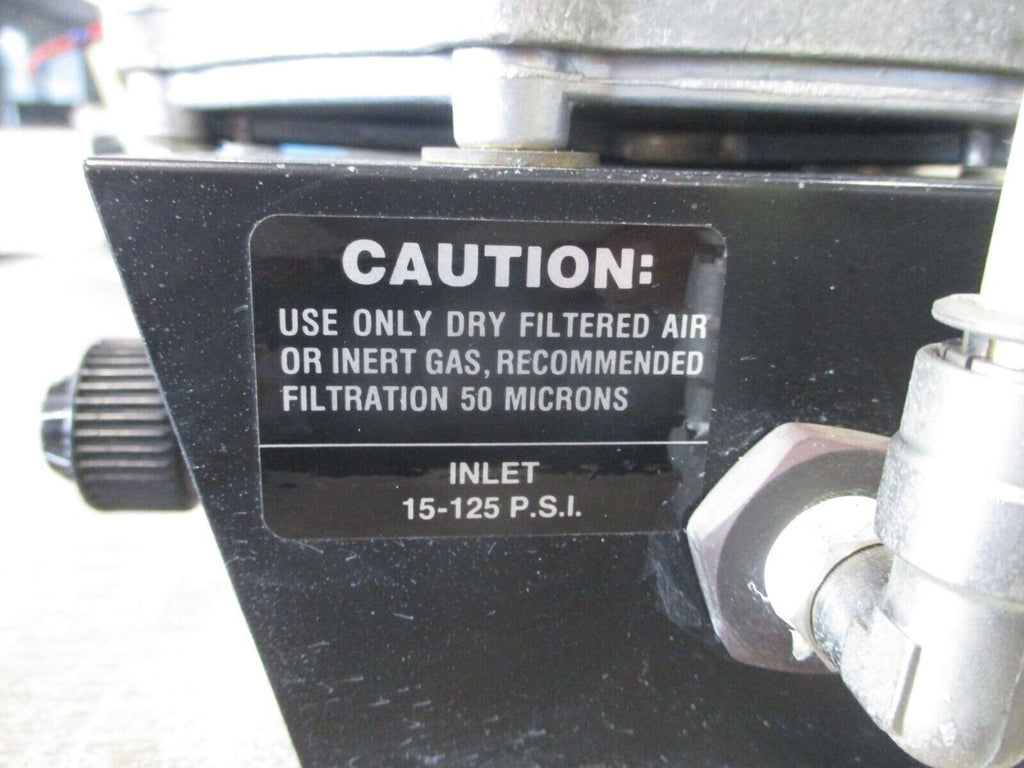 CAUTION:
USE ONLY DRY FILTERED AIR
OR INERT GAS, RECOMMENDED
FILTRATION 50 MICRONS
INLET
15-125 P.S.I.